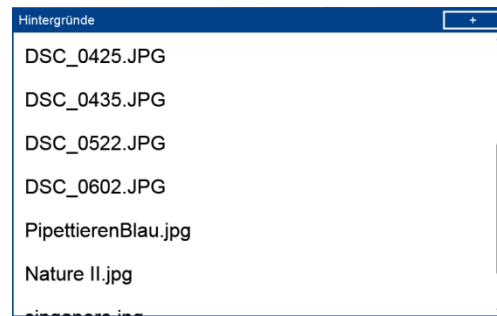 Hintergründe
+
DSC_0425.JPG
DSC_0435.JPG
DSC_0522.JPG
DSC_0602.JPG
PipettierenBlau.jpg
Nature II.jpg